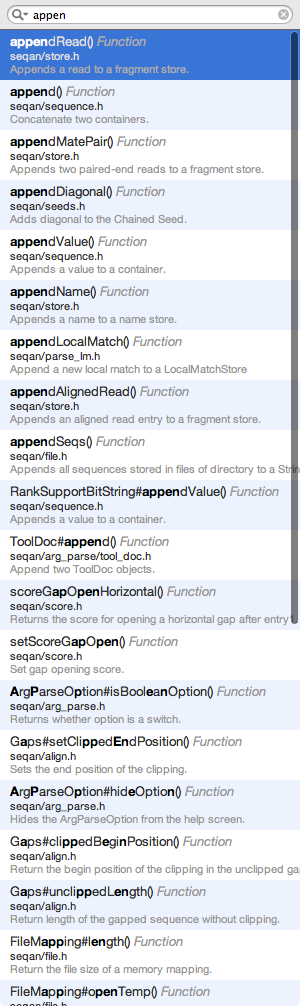 appen
appendRead() Function
seqan/store.h
Appends a read to a fragment store.
append() Function
seqan/sequence.h
Concatenate two containers.
appendMatePair() Function
seqan/store.h
Appends two paired-end reads to a fragment store.
appendDiagonal() Function
seqan/seeds.h
Adds diagonal to the Chained Seed.
appendValue() Function
seqan/sequence.h
Appends a value to a container.
appendName() Function
seqan/store.h
Appends a name to a name store.
appendLocalMatch() Function
seqan/parse_lm.h
Append a new local match to a LocalMatchStore
appendAlignedRead() Function
seqan/store.h
Appends an aligned read entry to a fragment store.
appendSeqs() Function
seqan/file.h
Appends all sequences stored in files of directory to a Strin
RankSupportBitString#appendValue() Function
seqan/sequence.h
Appends a value to a container.
ToolDoc#append() Function
seqan/arg_parse/tool_doc.h
Append two ToolDoc objects.
scoreGapOpenHorizontal() Function
seqan/score.h
Returns the score for opening a horizontal gap after entry1
setScoreGapOpen() Function
seqan/score.h
Set gap opening score.
ArgParseOption#isBooleanOption() Function
seqan/arg_parse.h
Returns whether option is a switch.
Gaps#setClippedEndPosition() Function
seqan/align.h
Sets the end position of the clipping.
ArgParseOption#hideOption() Function
seqan/arg_parse.h
Hides the ArgParseOption from the help screen.
Gaps#clippedBeginPosition() Function
seqan/align.h
Return the begin position of the clipping in the unclipped ga
Gaps#unclippedLength() Function
seqan/align.h
Return length of the gapped sequence without clipping.
FileMapping#length() Function
seqan/file.h
Return the file size of a memory mapping.
FileMapping#openTemp() Function
seqan/file.h